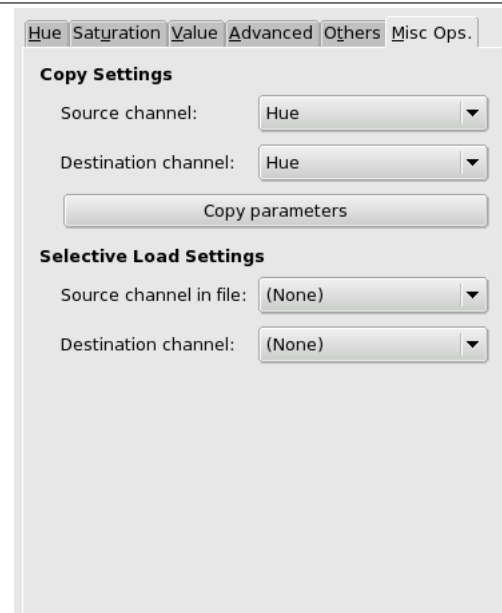 Hue Saturation Value Advanced Others Misc Ops.
Copy Settings
Source channel: Hue
Destination channel: Hue
Copy parameters
Selective Load Settings
Source channel in file: (None)
Destination channel: (None)